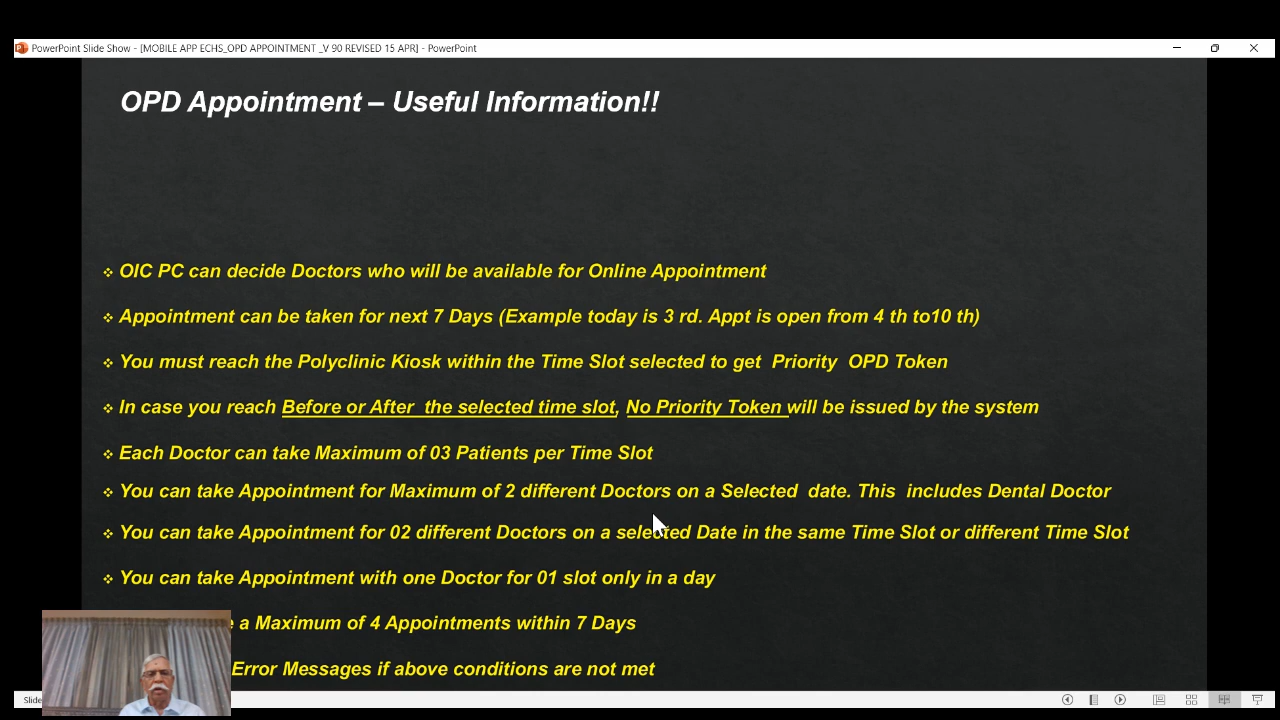 PowerPoint Slide Show - [MOBILE APP ECHS_OPD APPOINTMENT _V 90 REVISED 15 APR] - PowerPoint
OPD Appointment – Useful Information!!
OIC PC can decide Doctors who will be available for Online Appointment
Appointment can be taken for next 7 Days (Example today is 3 rd. Appt is open from 4 th to10 th)
You must reach the Polyclinic Kiosk within the Time Slot selected to get Priority OPD Token
In case you reach Before or After the selected time slot, No Priority Token will be issued by the system
Each Doctor can take Maximum of 03 Patients per Time Slot
You can take Appointment for Maximum of 2 different Doctors on a Selected date. This includes Dental Doctor
You can take Appointment for 02 different Doctors on a selected Date in the same Time Slot or different Time Slot
You can take Appointment with one Doctor for 01 slot only in a day
a Maximum of 4 Appointments within 7 Days
Error Messages if above conditions are not met
Slide